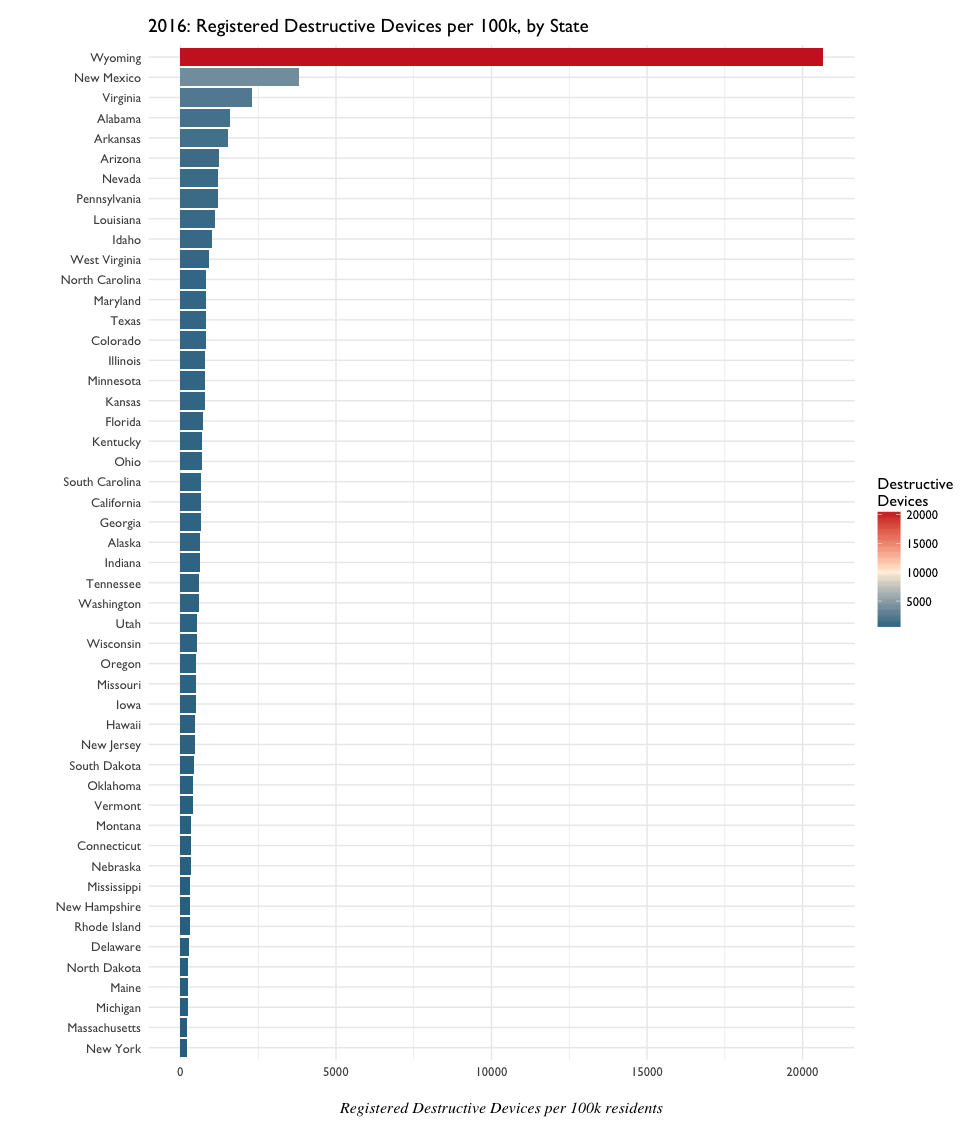 2016: Registered Destructive Devices per 100k, by State
Wyoming
New Mexico
Virginia
Alabama
Arkansas
Arizona
Nevada
Pennsylvania
Louisiana
Idaho
West Virginia
North Carolina
Maryland
Texas
Colorado
Illinois
Minnesota
Kansas
Florida
Kentucky
Ohio
South Carolina
California
Georgia
Alaska
Indiana
Tennessee
Washington
Utah
Wisconsin
Oregon
Missouri
Iowa
Hawaii
New Jersey
South Dakota
Oklahoma
Vermont
Montana
Connecticut
Nebraska
Mississippi
New Hampshire
Rhode Island
Delaware
North Dakota
Maine
Michigan
Massachusetts
New York
0 5000 10000 15000 20000
Registered Destructive Devices per 100k residents
Destructive
Devices
20000
15000
10000
5000